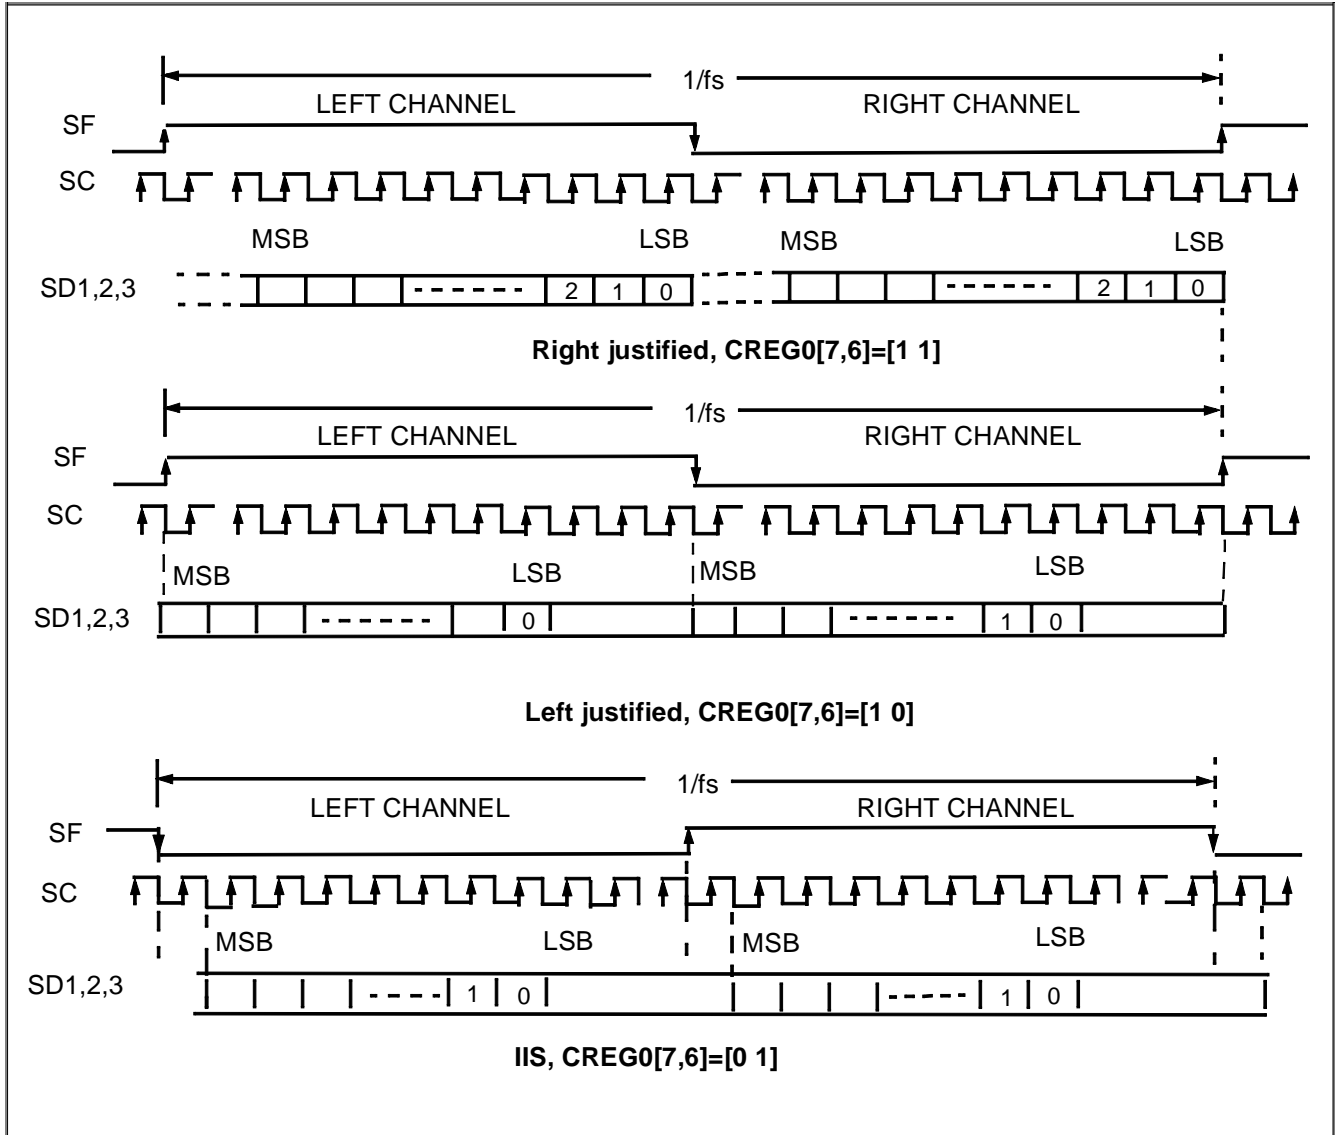 1/fs
LEFT CHANNEL RIGHT CHANNEL
SF
SC
MSB LSB MSB LSB
SD1,2,3 2 1 0 2 1 0
Right justified, CREG0[7,6]=[1 1]
1/fs
LEFT CHANNEL RIGHT CHANNEL
SF
SC
MSB LSB MSB LSB
SD1,2,3 0 1 0
Left justified, CREG0[7,6]=[1 0]
1/fs
LEFT CHANNEL RIGHT CHANNEL
SF
SC
MSB LSB MSB LSB
SD1,2,3 1 0 1 0
IIS, CREG0[7,6]=[0 1]